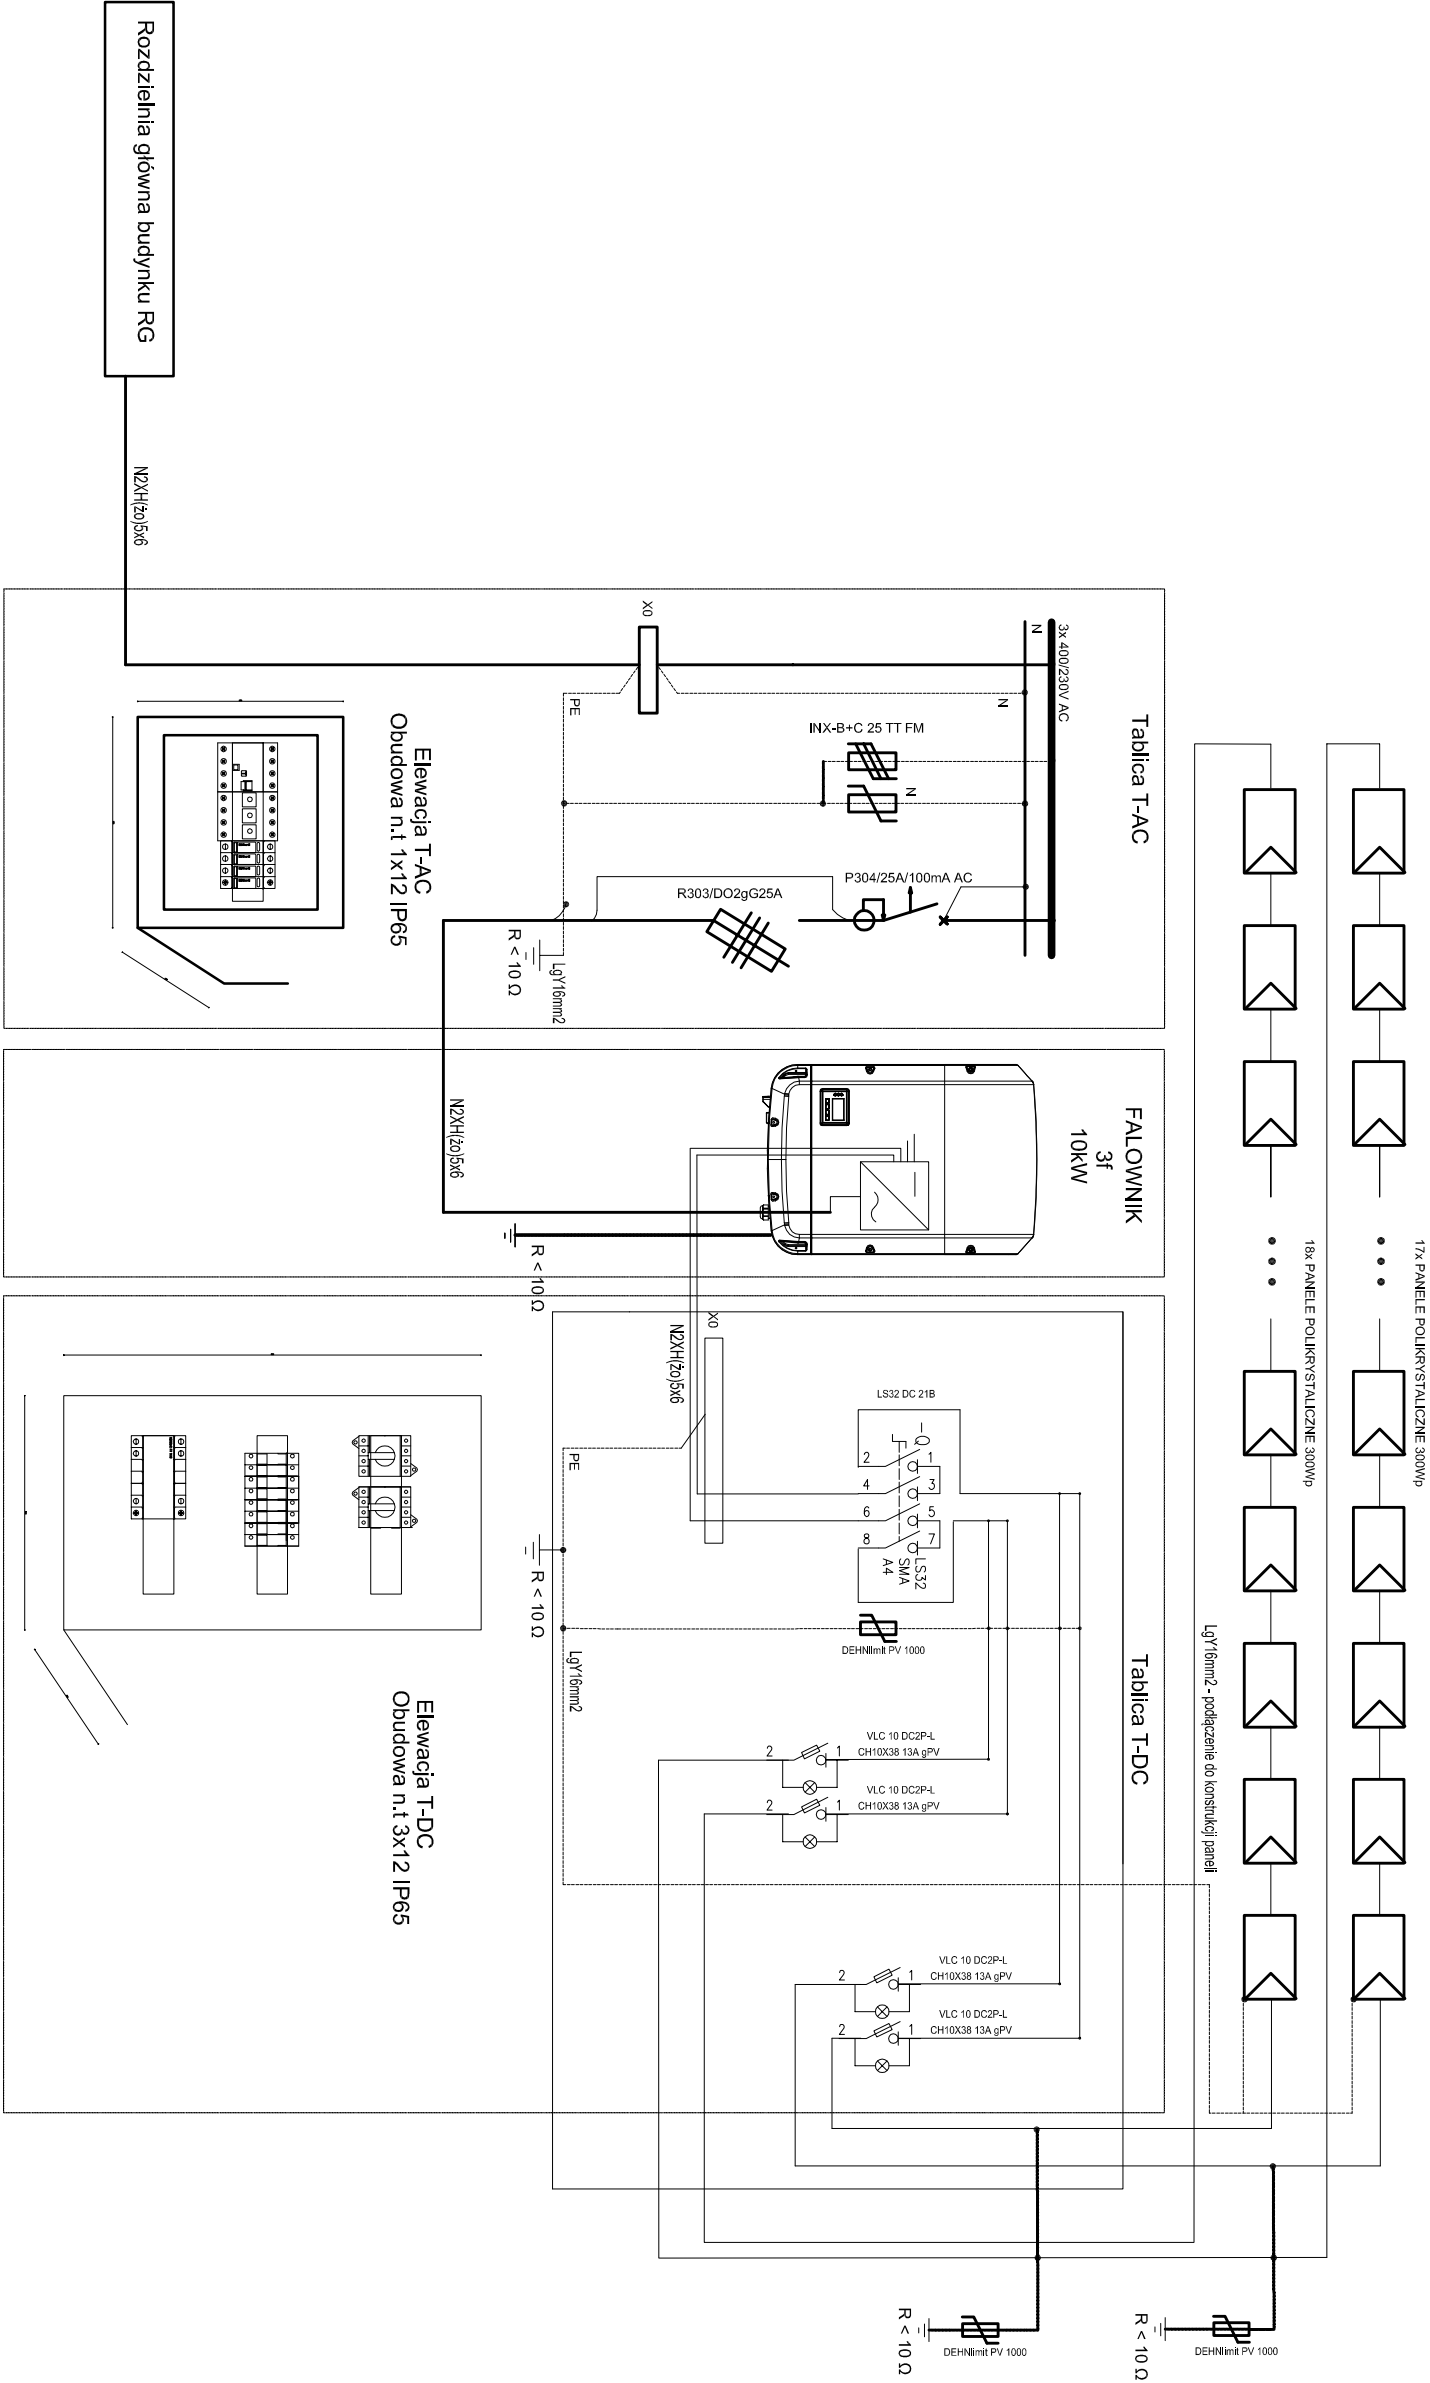 Rozdzielnia główna budynku RG
N2XH(żo)5x6
Tablica T-AC
3x 400/230V AC
N
N
X0
PE
INX-B+C 25 TT FM
N
P304/25A/100mA AC
R303/DO2gG25A
LgY16mm2
R < 10 Ω
Elewacja T-AC
Obudowa n.t 1x12 IP65
FALOWNIK
3f
10kW
N2XH(żo)5x6
R < 10 Ω
17x PANELE POLIKRYSTALICZNE 300Wp
18x PANELE POLIKRYSTALICZNE 300Wp
LgY16mm2 - podłączenie do konstrukcji paneli
Tablica T-DC
X0
N2XH(żo)5x6
PE
LS32 DC 21B
-Q
2 1
4 3
6 5
8 7
LS32
SMA
A4
DEHNlimit PV 1000
R < 10 Ω
LgY16mm2
VLC 10 DC2P-L
CH10X38 13A gPV
2 1
VLC 10 DC2P-L
CH10X38 13A gPV
2 1
VLC 10 DC2P-L
CH10X38 13A gPV
2 1
VLC 10 DC2P-L
CH10X38 13A gPV
2 1
Elewacja T-DC
Obudowa n.t 3x12 IP65
DEHNlimit PV 1000
R < 10 Ω
DEHNlimit PV 1000
R < 10 Ω